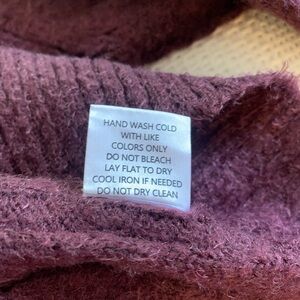 HAND WASH COLD
WITH LIKE
COLORS ONLY
DO NOT BLEACH
LAY FLAT TO DRY
COOL IRON IF NEEDED
DO NOT DRY CLEAN